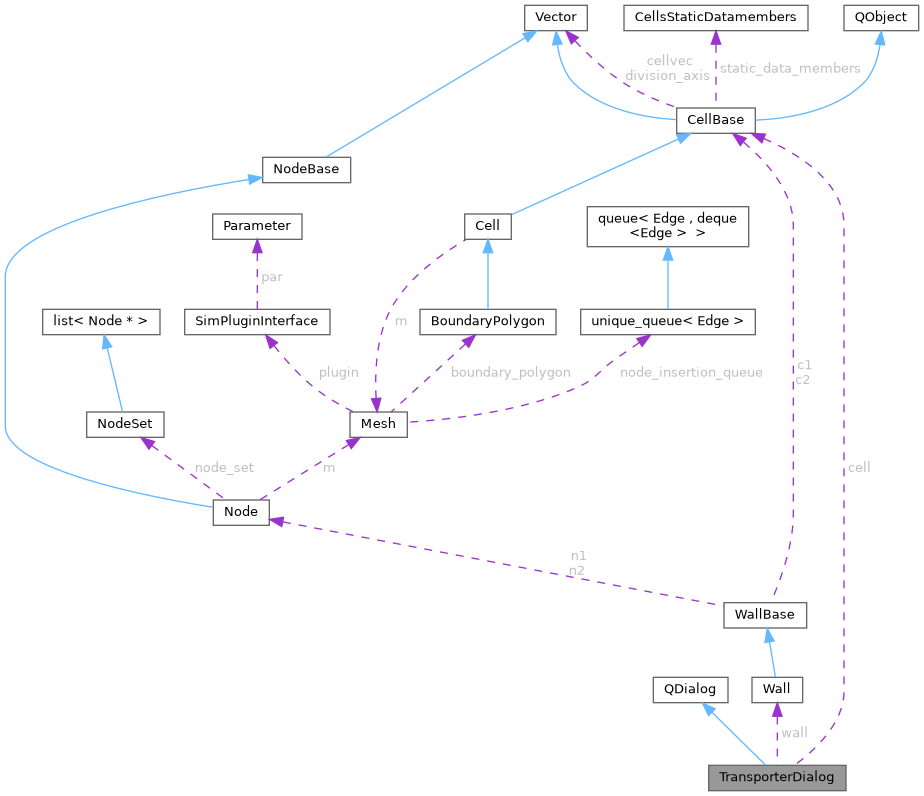 Vector
CellsStaticDatamembers
QObject
cellvec
division_axis
static_data_members
CellBase
NodeBase
Parameter
Cell
queue< Edge , deque
<Edge >  >
par
list< Node * >
SimPluginInterface
m
BoundaryPolygon
unique_queue< Edge >
plugin
boundary_polygon
node_insertion_queue
c1
c2
NodeSet
Mesh
node_set
m
cell
Node
n1
n2
WallBase
QDialog
Wall
wall
TransporterDialog